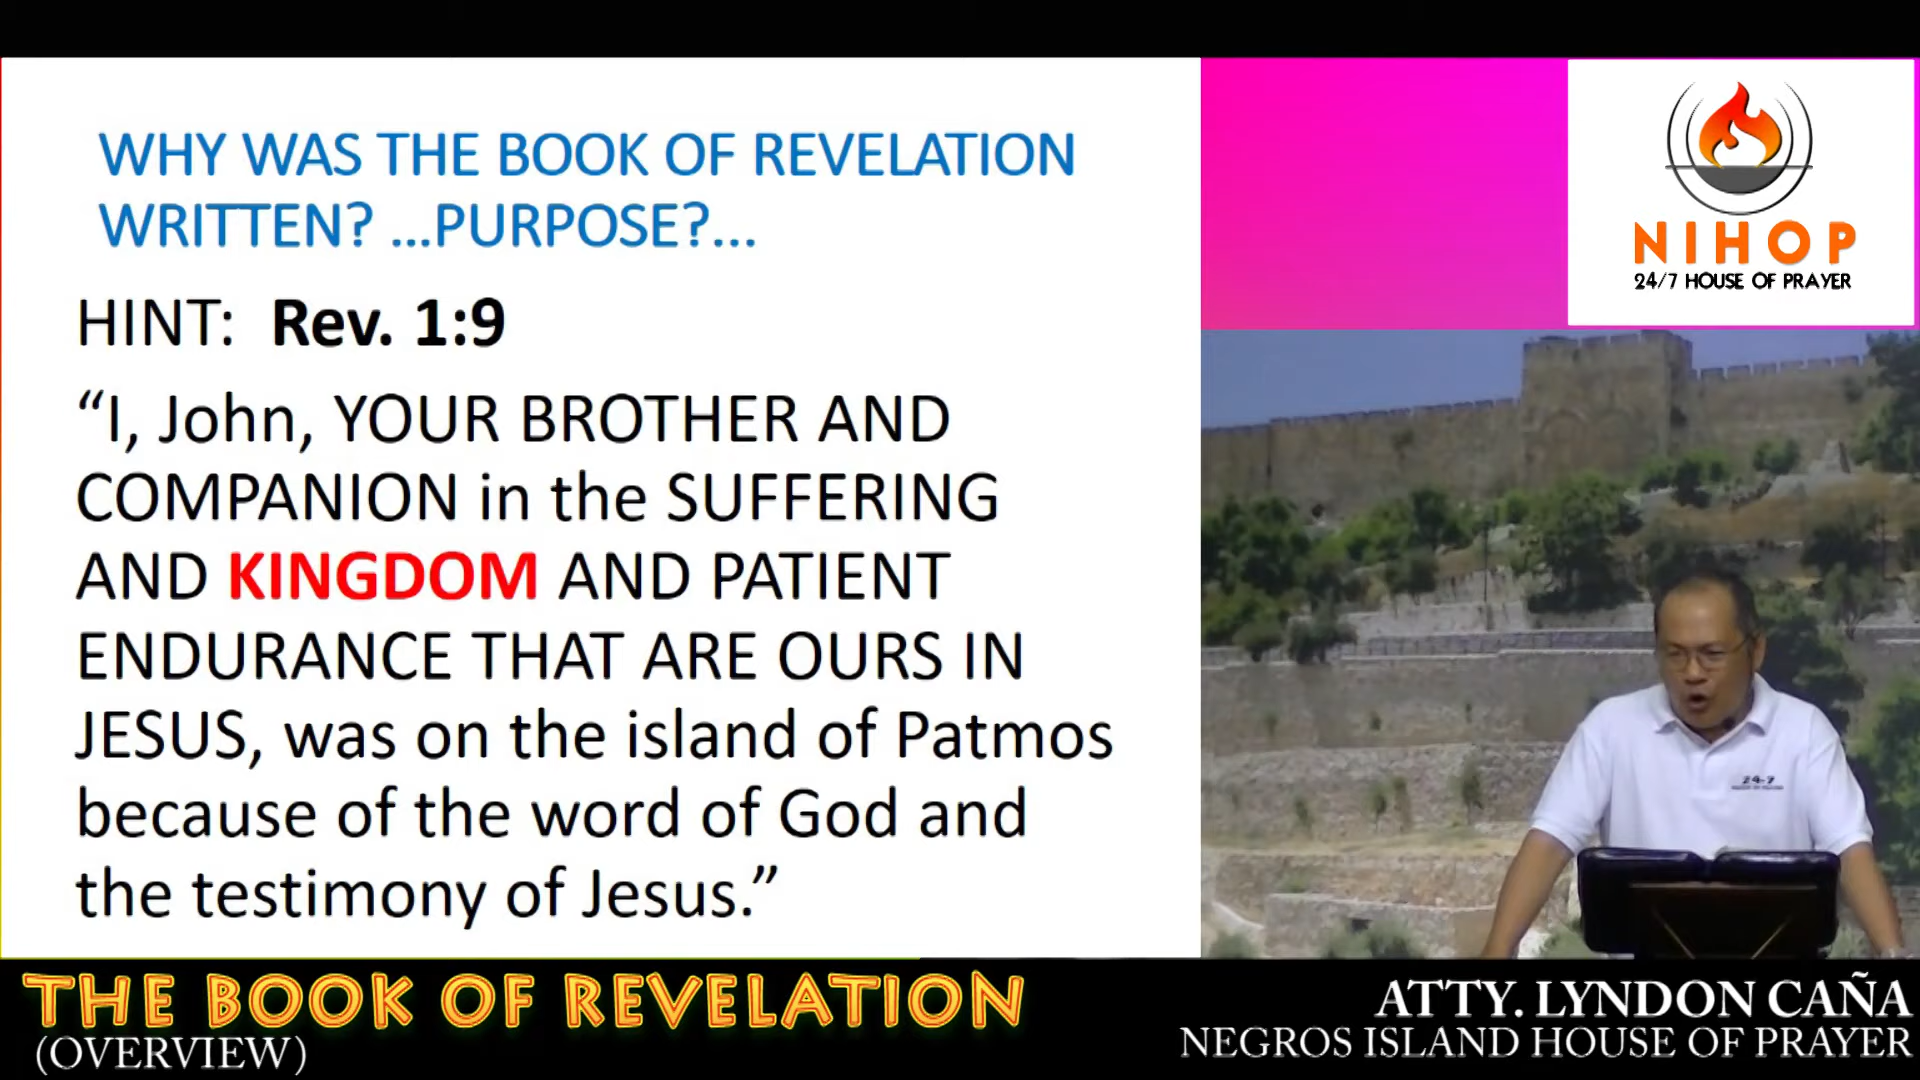 WHY WAS THE BOOK OF REVELATION
WRITTEN? ...PURPOSE?...
HINT: Rev. 1:9
“I, John, YOUR BROTHER AND
COMPANION in the SUFFERING
AND KINGDOM AND PATIENT
ENDURANCE THAT ARE OURS IN
JESUS, was on the island of Patmos
because of the word of God and
the testimony of Jesus.”
NIHOP
24/7 HOUSE OF PRAYER
24-7
THE BOOK OF REVELATION
(OVERVIEW)
ATTY. LYNDON CAÑA
NEGROS ISLAND HOUSE OF PRAYER